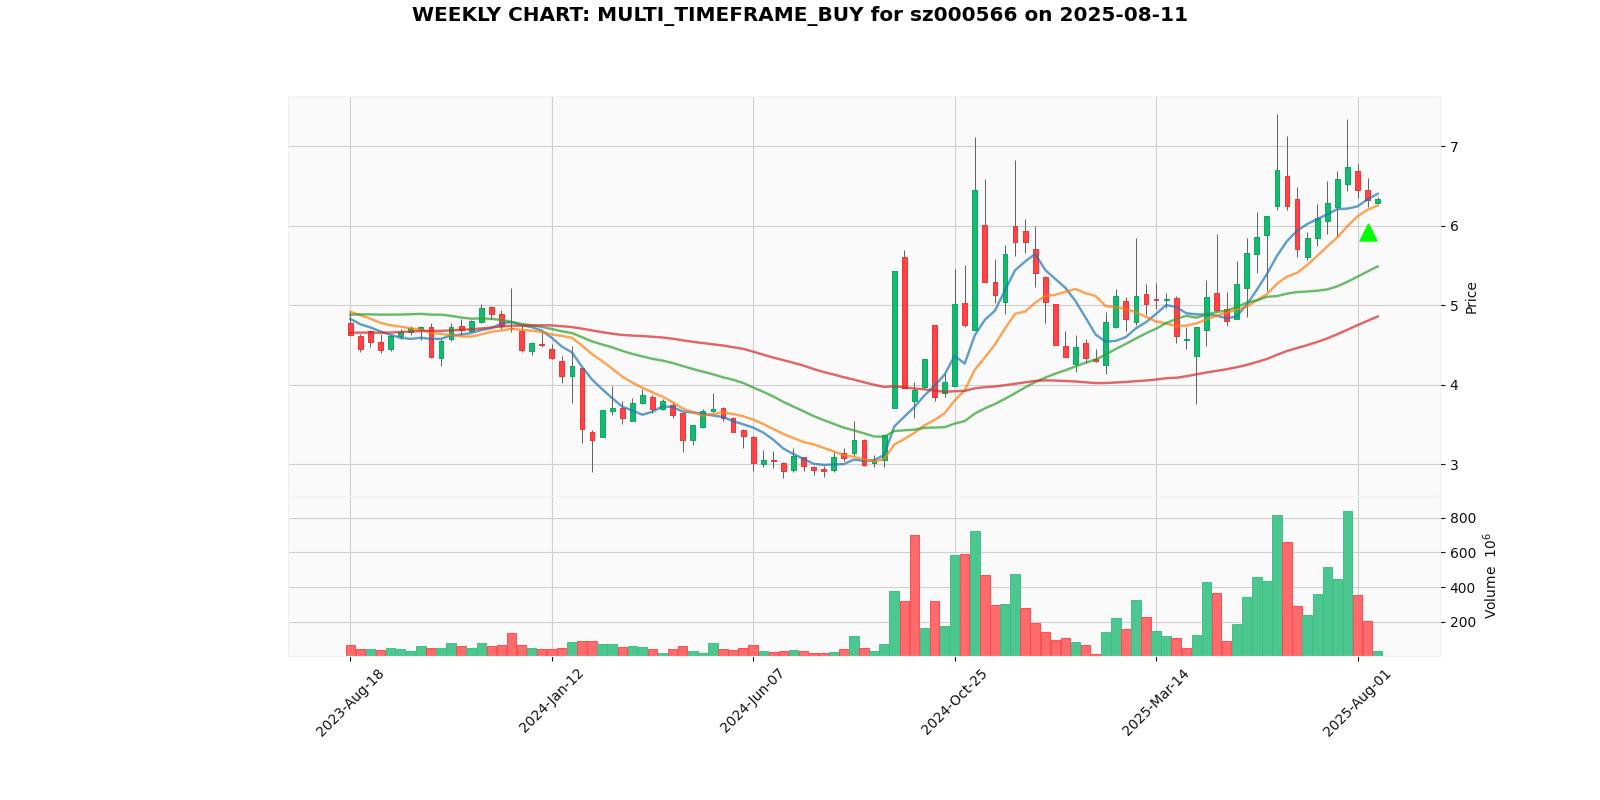 WEEKLY CHART: MULTI_TIMEFRAME_BUY for sz000566 on 2025-08-11
7
6
5
4
3
Price
800
600
400
200
Volume 10⁶
2023-Aug-18
2024-Jan-12
2024-Jun-07
2024-Oct-25
2025-Mar-14
2025-Aug-01